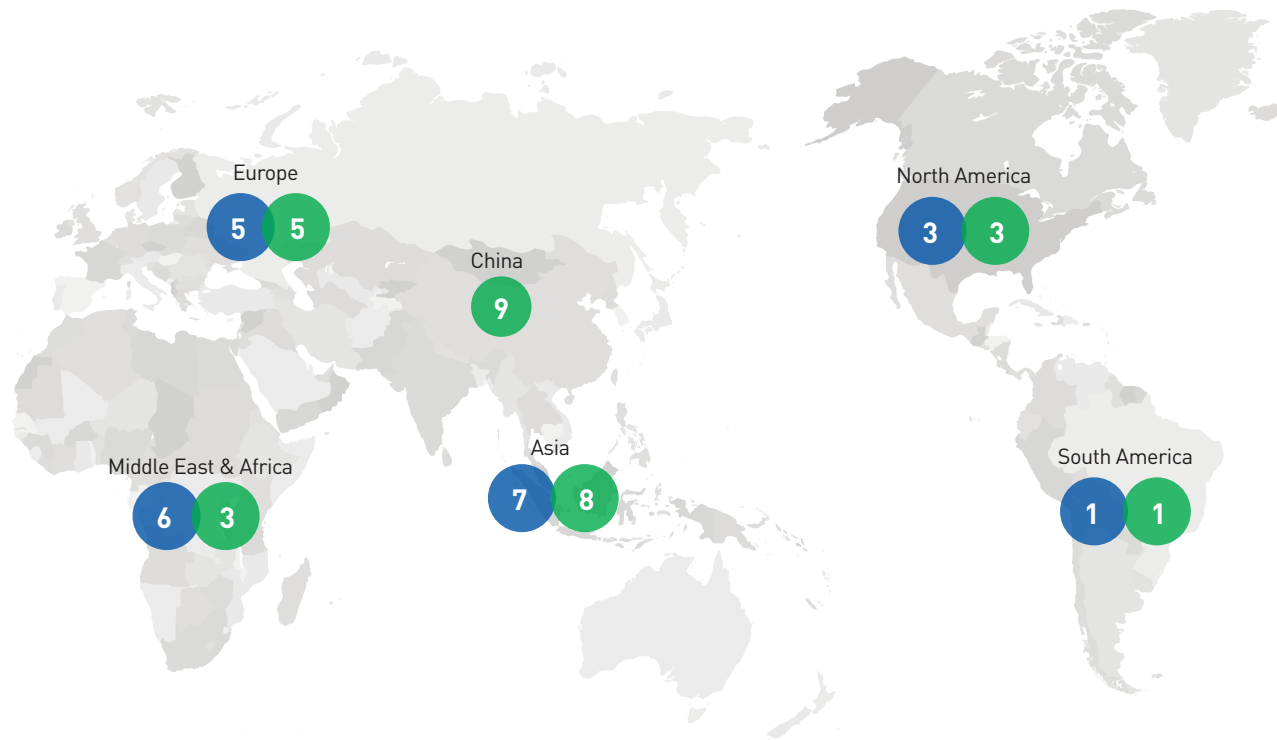 Europe
5 5
North America
3 3
China
9
Asia
7 8
Middle East & Africa
6 3
South America
1 1